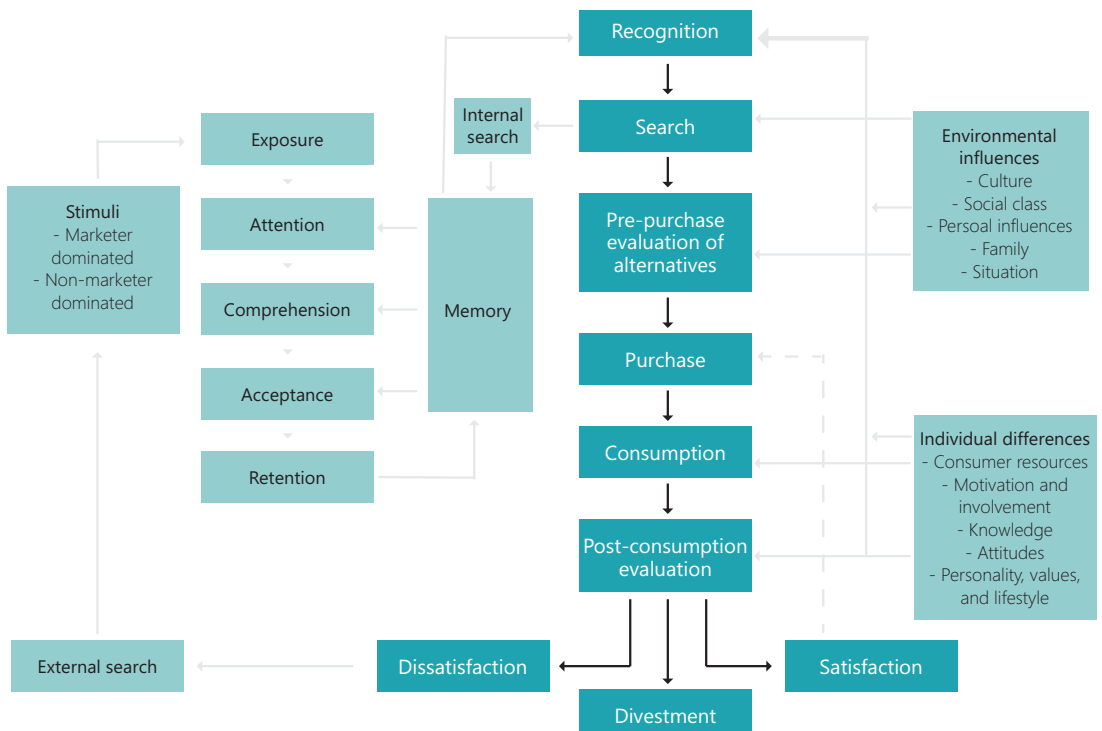 Recognition
Internal
search
Search
Exposure
Environmental
influences
- Culture
- Social class
- Persoal influences
- Family
- Situation
Stimuli
- Marketer
dominated
- Non-marketer
dominated
Attention
Pre-purchase
evaluation of
alternatives
Comprehension
Memory
Purchase
Acceptance
Consumption
Individual differences
- Consumer resources
- Motivation and
involvement
- Knowledge
- Attitudes
- Personality, values,
and lifestyle
Retention
Post-consumption
evaluation
External search
Dissatisfaction
Satisfaction
Divestment